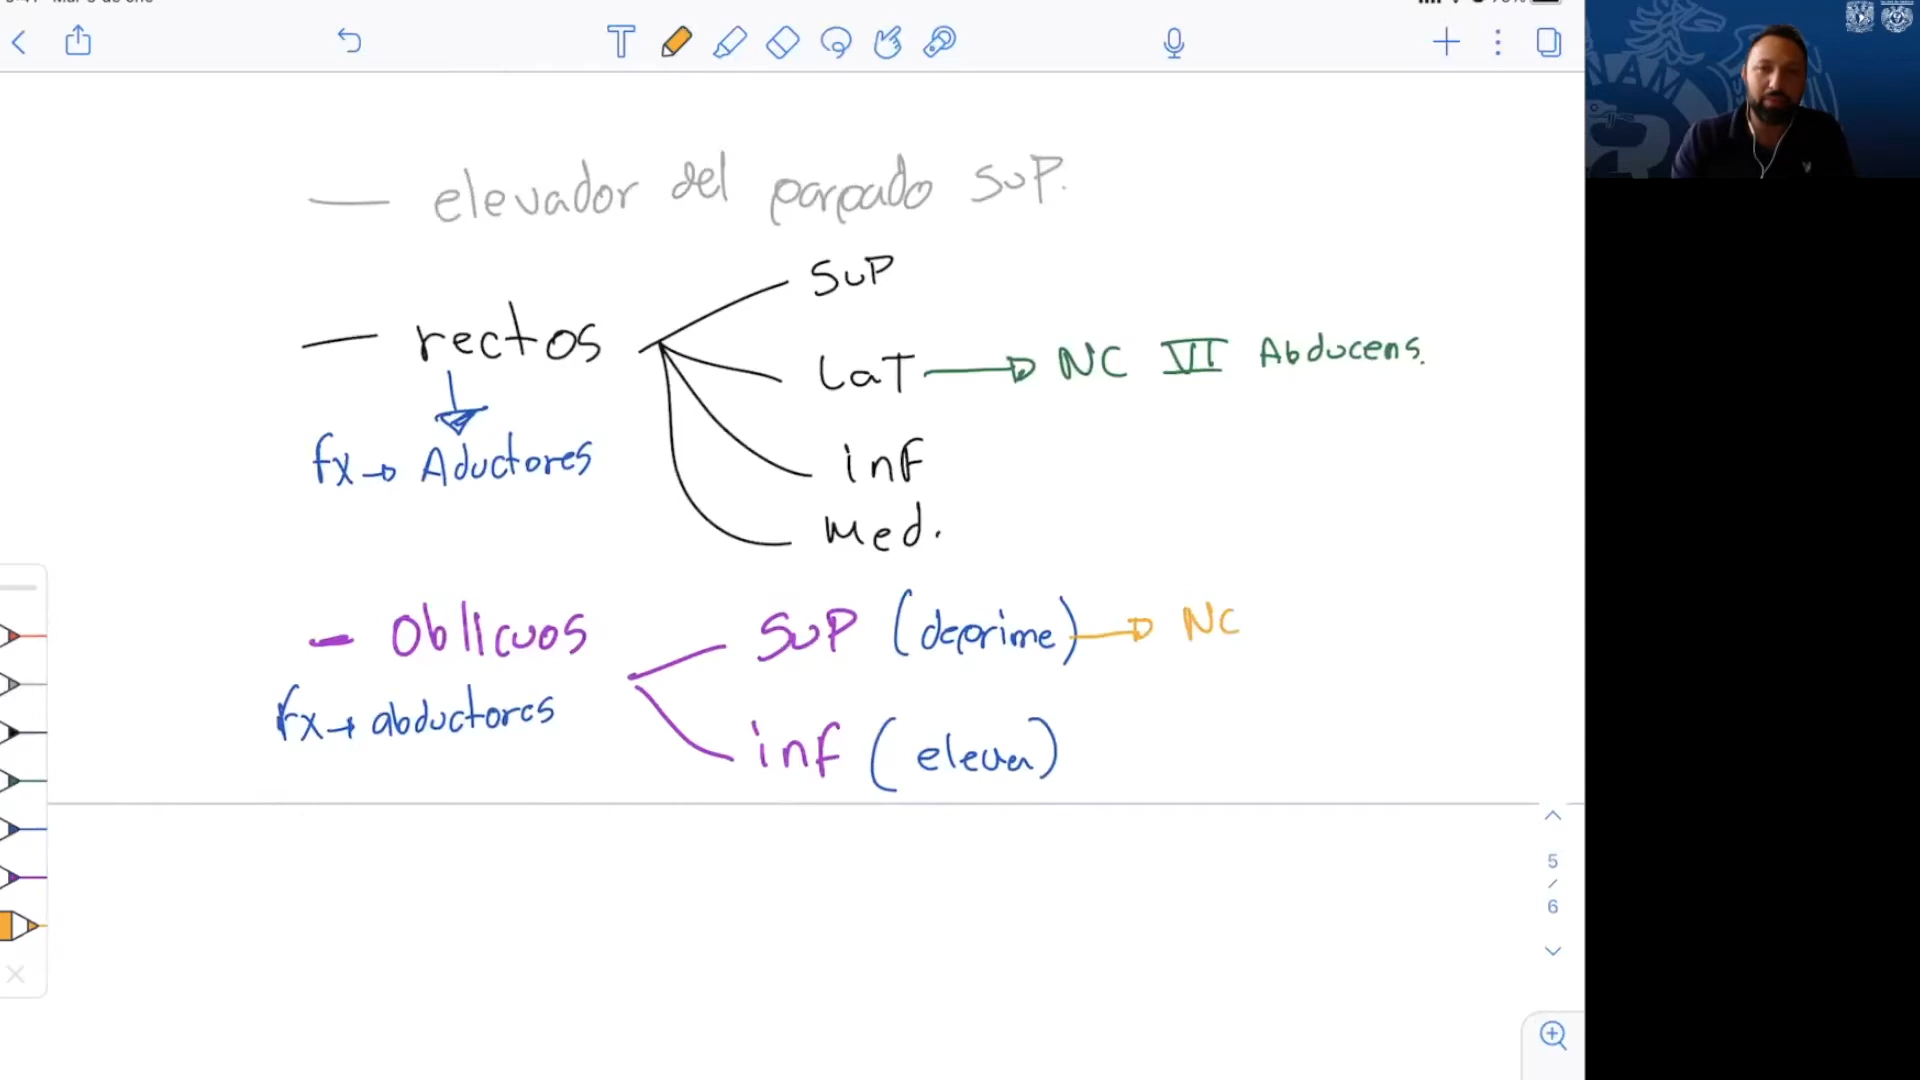 — elevador del parpado sup.
— rectos
SUP
LaT → NC VI Abducens.
inf
Med.
fx → Aductores
- Oblicuos
SUP (deprime) → NC
inf (eleva)
fx → abductores
5
/
6